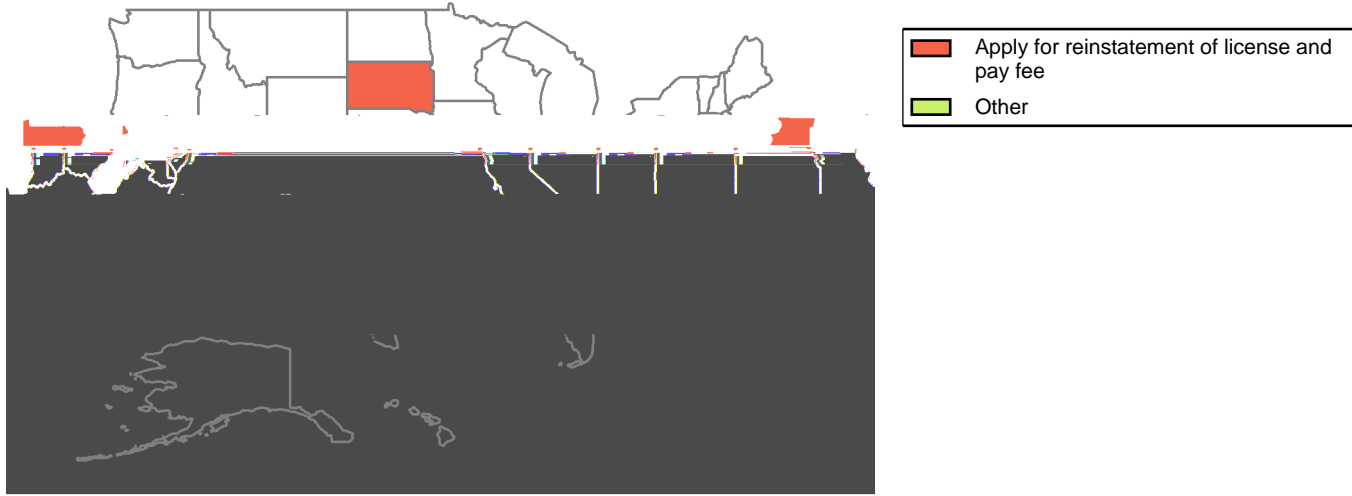 Apply for reinstatement of license and
pay fee
Other